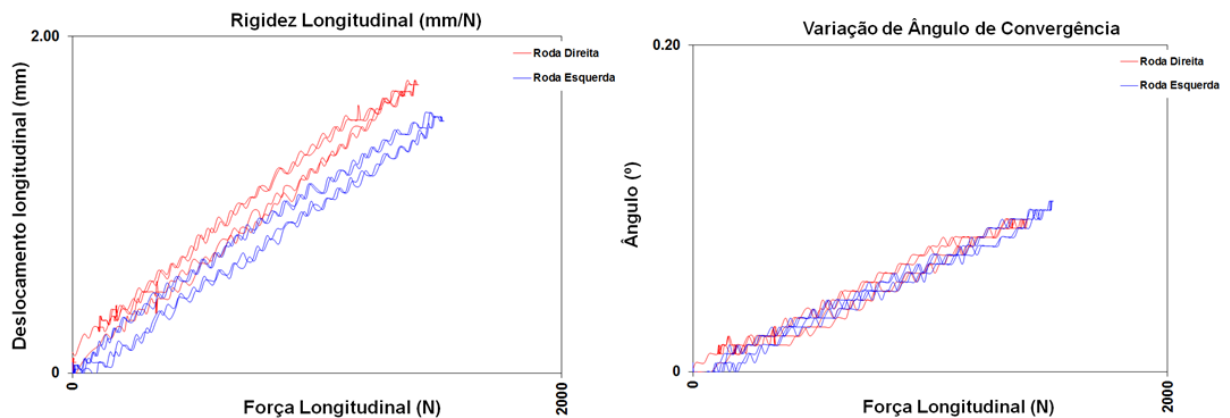 Rigidez Longitudinal (mm/N)
2.00
Roda Direita
Roda Esquerda
Deslocamento longitudinal (mm)
0
0
2000
Força Longitudinal (N)
Variação de Ângulo de Convergência
0.20
Roda Direita
Roda Esquerda
Ângulo (º)
0
0
2000
Força Longitudinal (N)